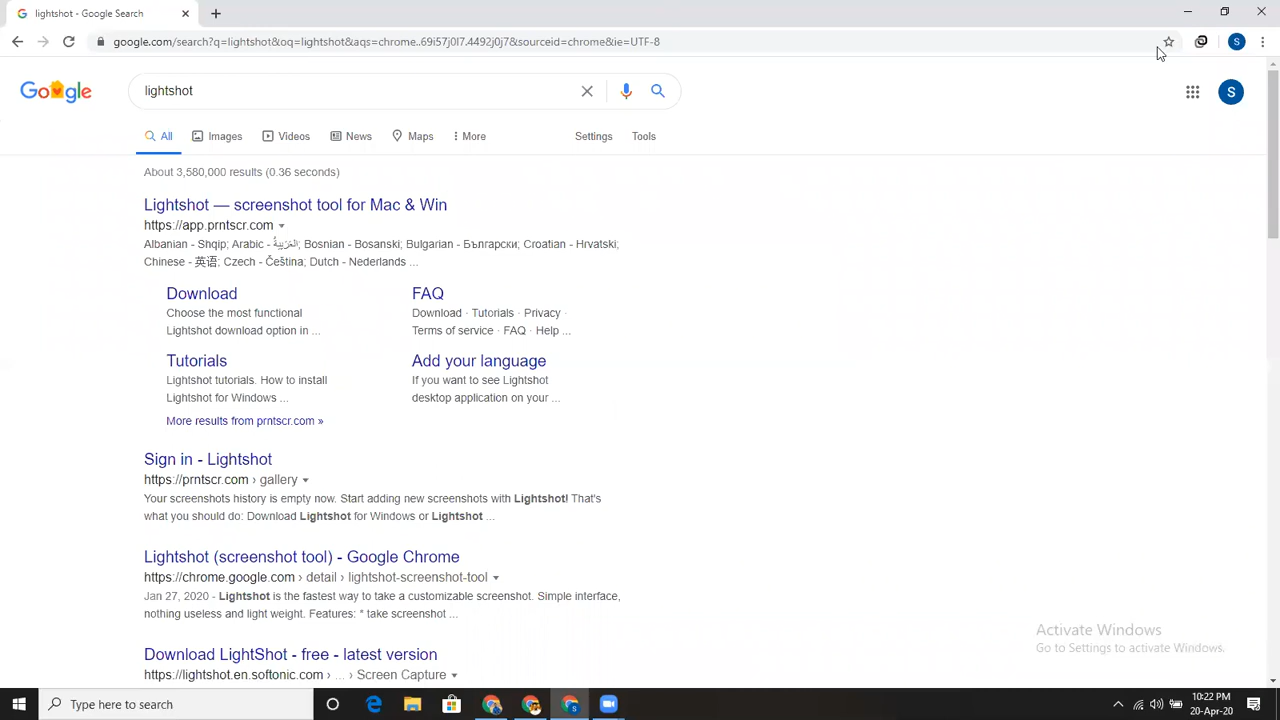 lightshot - Google Search
google.com/search?q=lightshot&oq=lightshot&aqs=chrome..69i57j0l7.4492j0j7&sourceid=chrome&ie=UTF-8
S
Google
lightshot
S
All Images Videos News Maps More Settings Tools
About 3,580,000 results (0.36 seconds)
Lightshot — screenshot tool for Mac & Win
https://app.prntscr.com
Albanian - Shqip; Arabic - العَرَبِيةُ; Bosnian - Bosanski; Bulgarian - Български; Croatian - Hrvatski;
Chinese - 英语; Czech - Čeština; Dutch - Nederlands ...
Download
Choose the most functional
Lightshot download option in ...
FAQ
Download · Tutorials · Privacy ·
Terms of service · FAQ · Help ...
Tutorials
Lightshot tutorials. How to install
Lightshot for Windows ...
Add your language
If you want to see Lightshot
desktop application on your ...
More results from prntscr.com »
Sign in - Lightshot
https://prntscr.com › gallery
Your screenshots history is empty now. Start adding new screenshots with Lightshot! That's
what you should do: Download Lightshot for Windows or Lightshot ...
Lightshot (screenshot tool) - Google Chrome
https://chrome.google.com › detail › lightshot-screenshot-tool
Jan 27, 2020 - Lightshot is the fastest way to take a customizable screenshot. Simple interface,
nothing useless and light weight. Features: * take screenshot ...
Download LightShot - free - latest version
https://lightshot.en.softonic.com › ... › Screen Capture
Activate Windows
Go to Settings to activate Windows.
Type here to search
10:22 PM
20-Apr-20